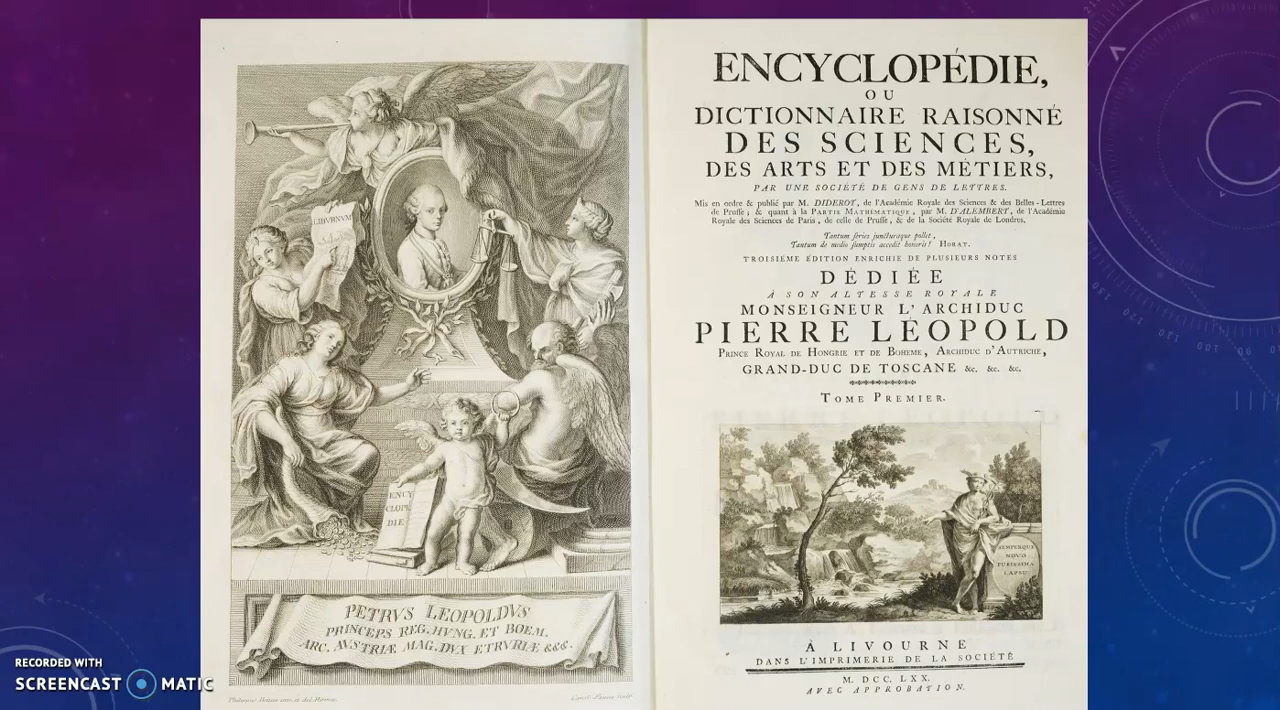 LIBVRNVM
ENCY
CLOPE
DIE
PETRVS LEOPOLDVS
PRINCEPS REG. HVNG. ET BOEM.
ARC. AVSTRIÆ MAG. DVX ETRVRIÆ &&&.
ENCYCLOPÉDIE,
OU
DICTIONNAIRE RAISONNÉ
DES SCIENCES,
DES ARTS ET DES MÉTIERS,
PAR UNE SOCIÉTÉ DE GENS DE LETTRES.
Mis en ordre & publié par M. DIDEROT, de l'Académie Royale des Sciences & des Belles-Lettres
de Prusse; & quant à la PARTIE MATHÉMATIQUE, par M. D'ALEMBERT, de l'Académie
Royale des Sciences de Paris, de celle de Prusse, & de la Société Royale de Londres.
Tantum series juncturaque pollet,
Tantum de medio sumptis accedit honoris! HORAT.
TROISIÉME ÉDITION ENRICHIE DE PLUSIEURS NOTES
DÉDIÉE
À SON ALTESSE ROYALE
MONSEIGNEUR L'ARCHIDUC
PIERRE LÉOPOLD
PRINCE ROYAL DE HONGRIE ET DE BOHEME, ARCHIDUC D'AUTRICHE,
GRAND-DUC DE TOSCANE &c. &c. &c.
TOME PREMIER.
SEMPERQUE
NOVO
PURISSIMA
LAPSU.
À LIVOURNE
DANS L'IMPRIMERIE DE LA SOCIÉTÉ
M. DCC. LXX.
AVEC APPROBATION.
RECORDED WITH
SCREENCAST MATIC